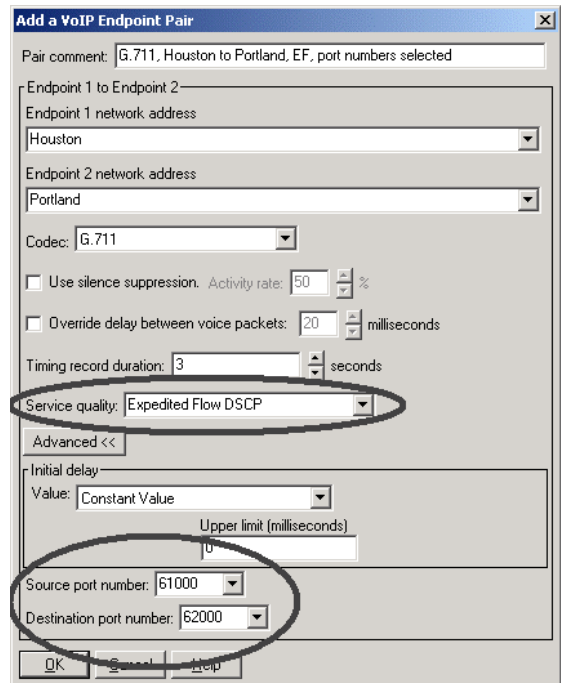 Add a VoIP Endpoint Pair
Pair comment: G.711, Houston to Portland, EF, port numbers selected
Endpoint 1 to Endpoint 2
Endpoint 1 network address
Houston
Endpoint 2 network address
Portland
Codec: G.711
Use silence suppression. Activity rate: 50 %
Override delay between voice packets: 20 milliseconds
Timing record duration: 3 seconds
Service quality: Expedited Flow DSCP
Advanced <<
Initial delay
Value: Constant Value
Upper limit (milliseconds)
0
Source port number: 61000
Destination port number: 62000
OK Cancel Help